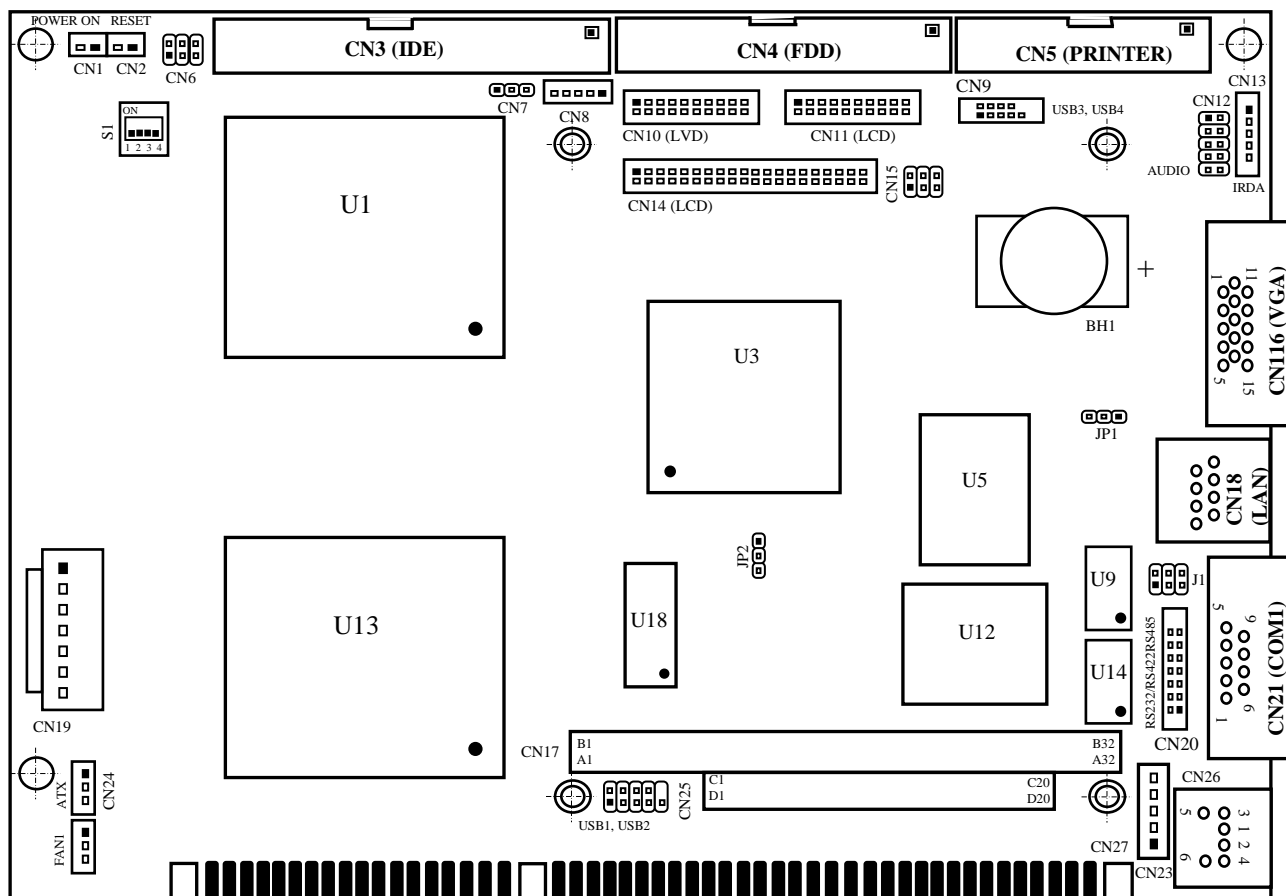 POWER ON RESET
CN1 CN2
CN6
CN3 (IDE)
CN4 (FDD)
CN5 (PRINTER)
S1
ON
1 2 3 4
CN7
CN8
CN10 (LVD)
CN11 (LCD)
CN9
USB3, USB4
CN12
CN13
AUDIO
IRDA
CN14 (LCD)
CN15
U1
BH1
+
CN116 (VGA)
1
11
5
15
U3
JP1
U5
CN18
(LAN)
JP2
U13
U18
U12
U9
U14
J1
RS232/RS422RS485
CN20
CN21 (COM1)
5
9
1
6
CN19
CN17
B1
A1
B32
A32
C1
D1
C20
D20
ATX
CN24
FAN1
USB1, USB2
CN25
CN26
5
6
3
1
2
4
CN27
CN23